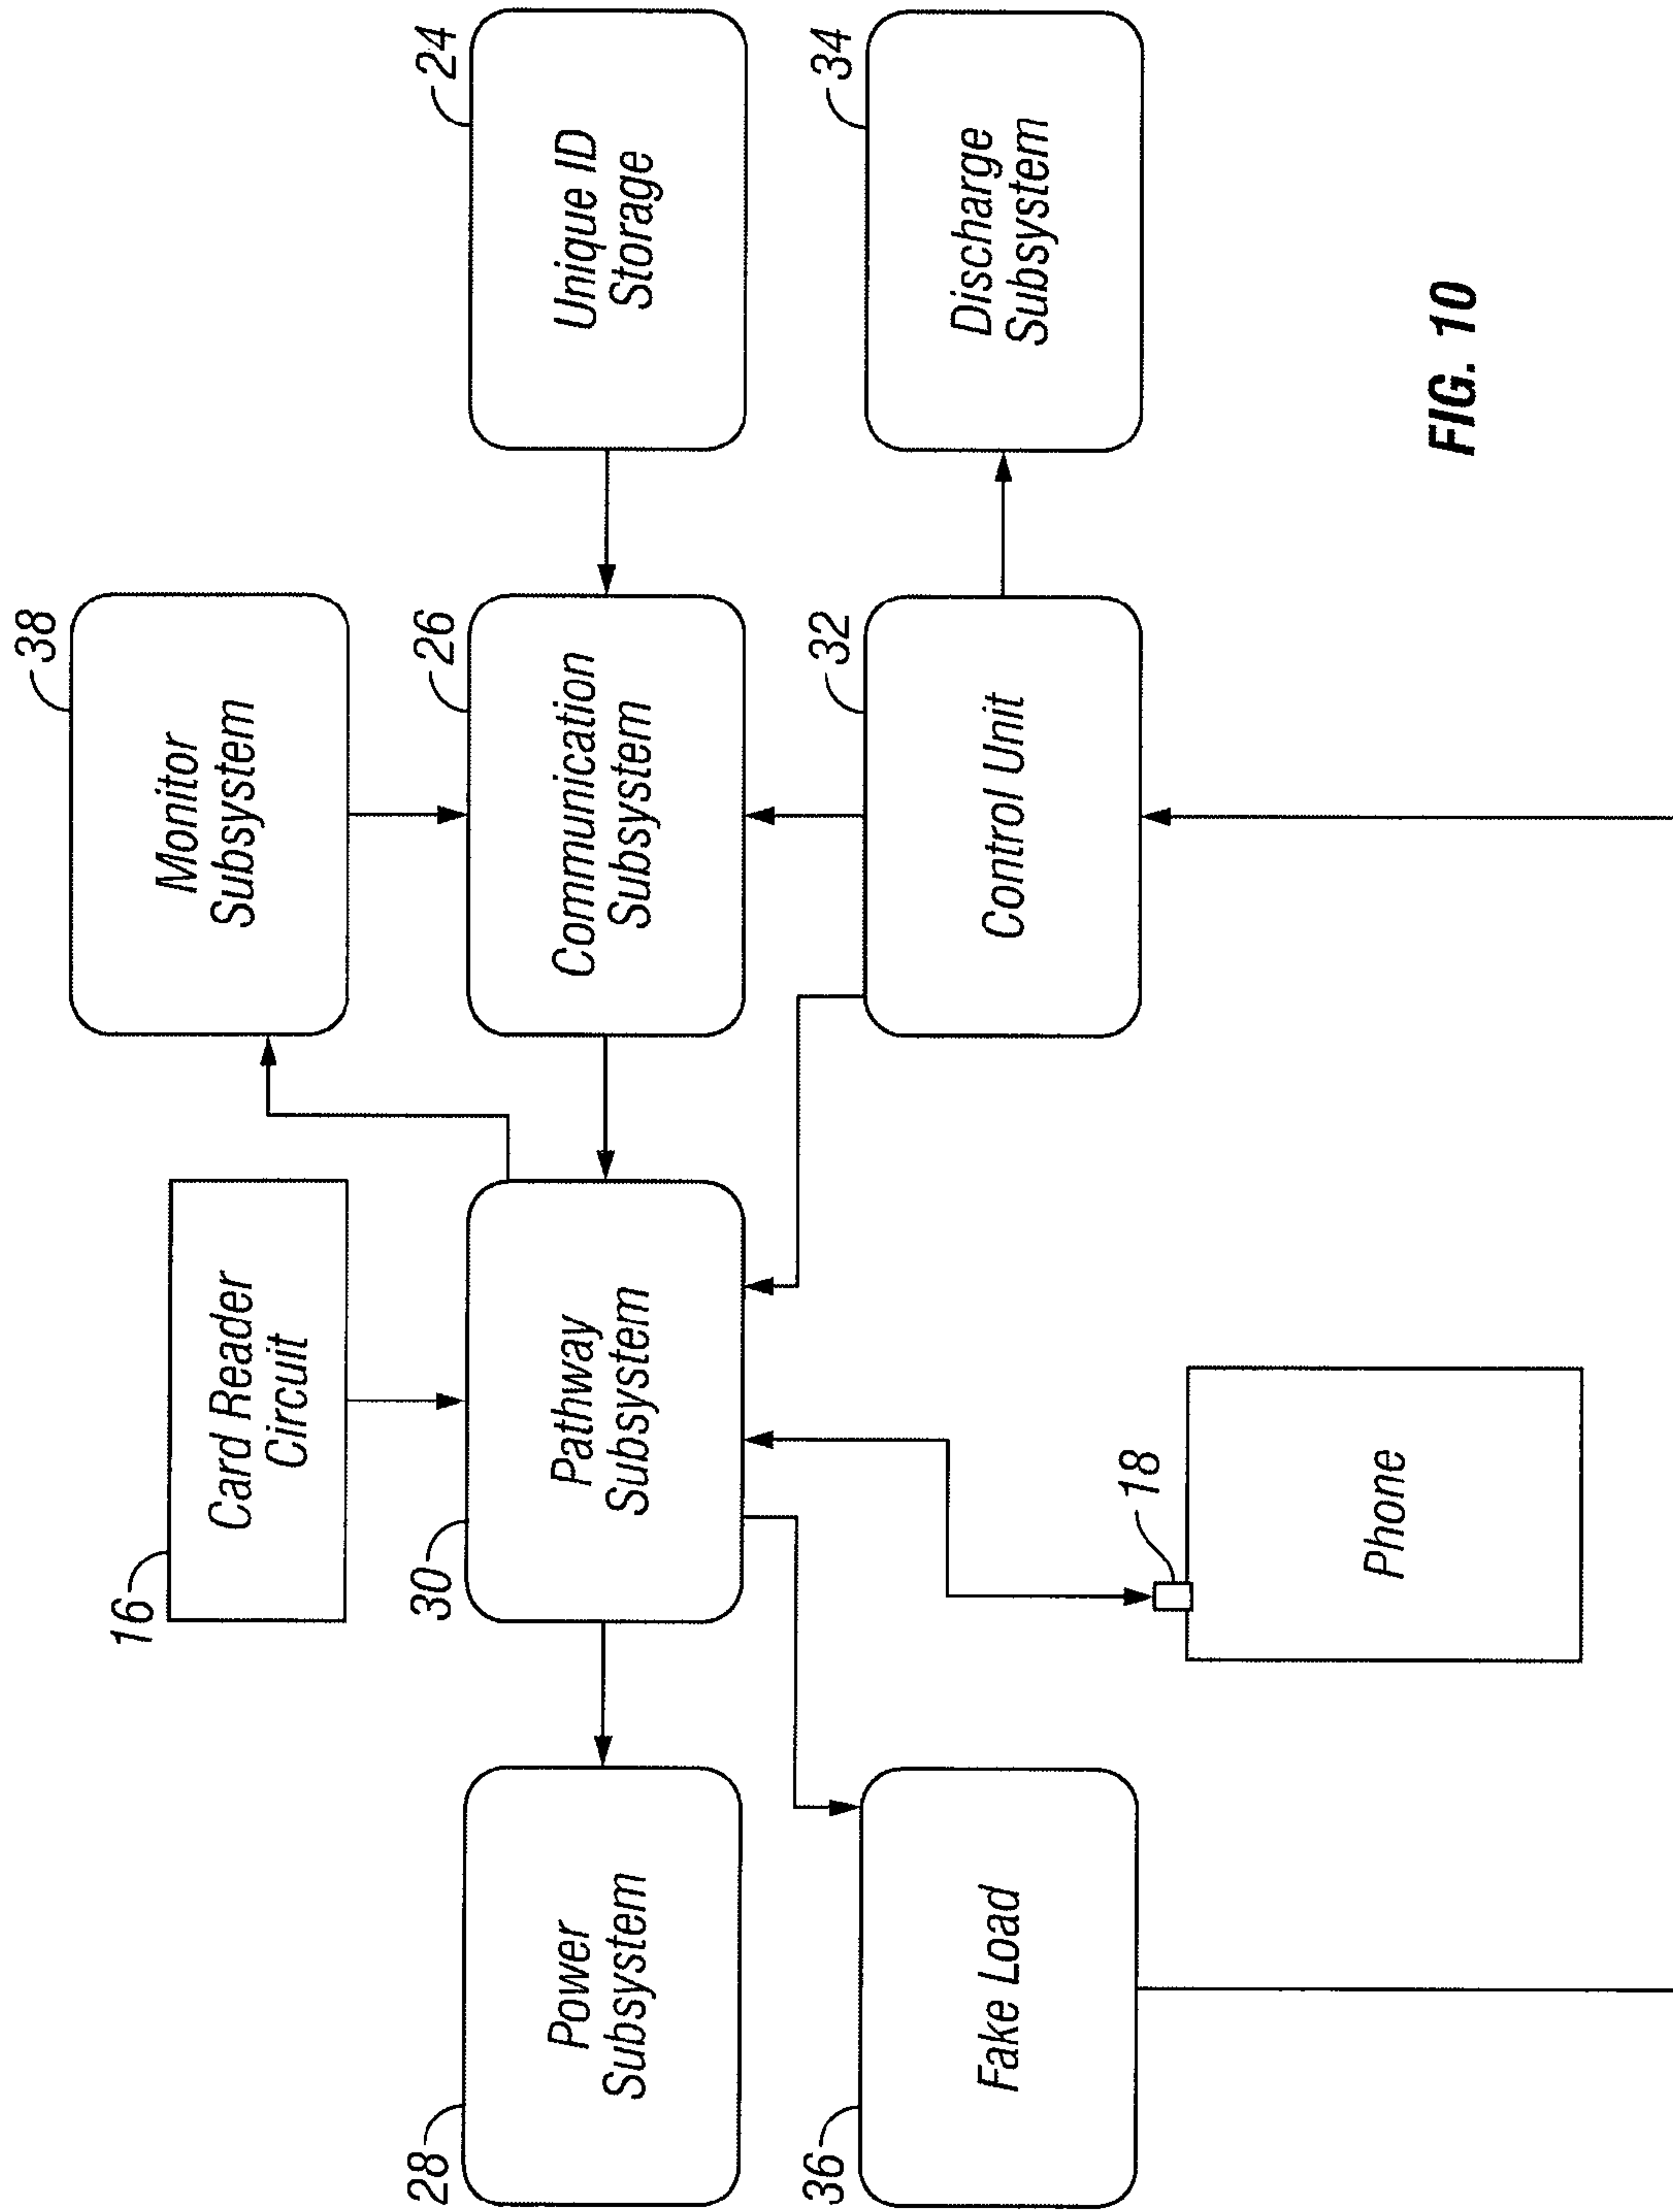 38
16
Card Reader
Circuit
Monitor
Subsystem
28
30
26
24
Power
Subsystem
Pathway
Subsystem
Communication
Subsystem
Unique ID
Storage
36
32
34
Fake Load
Control Unit
Discharge
Subsystem
18
Phone
FIG. 10